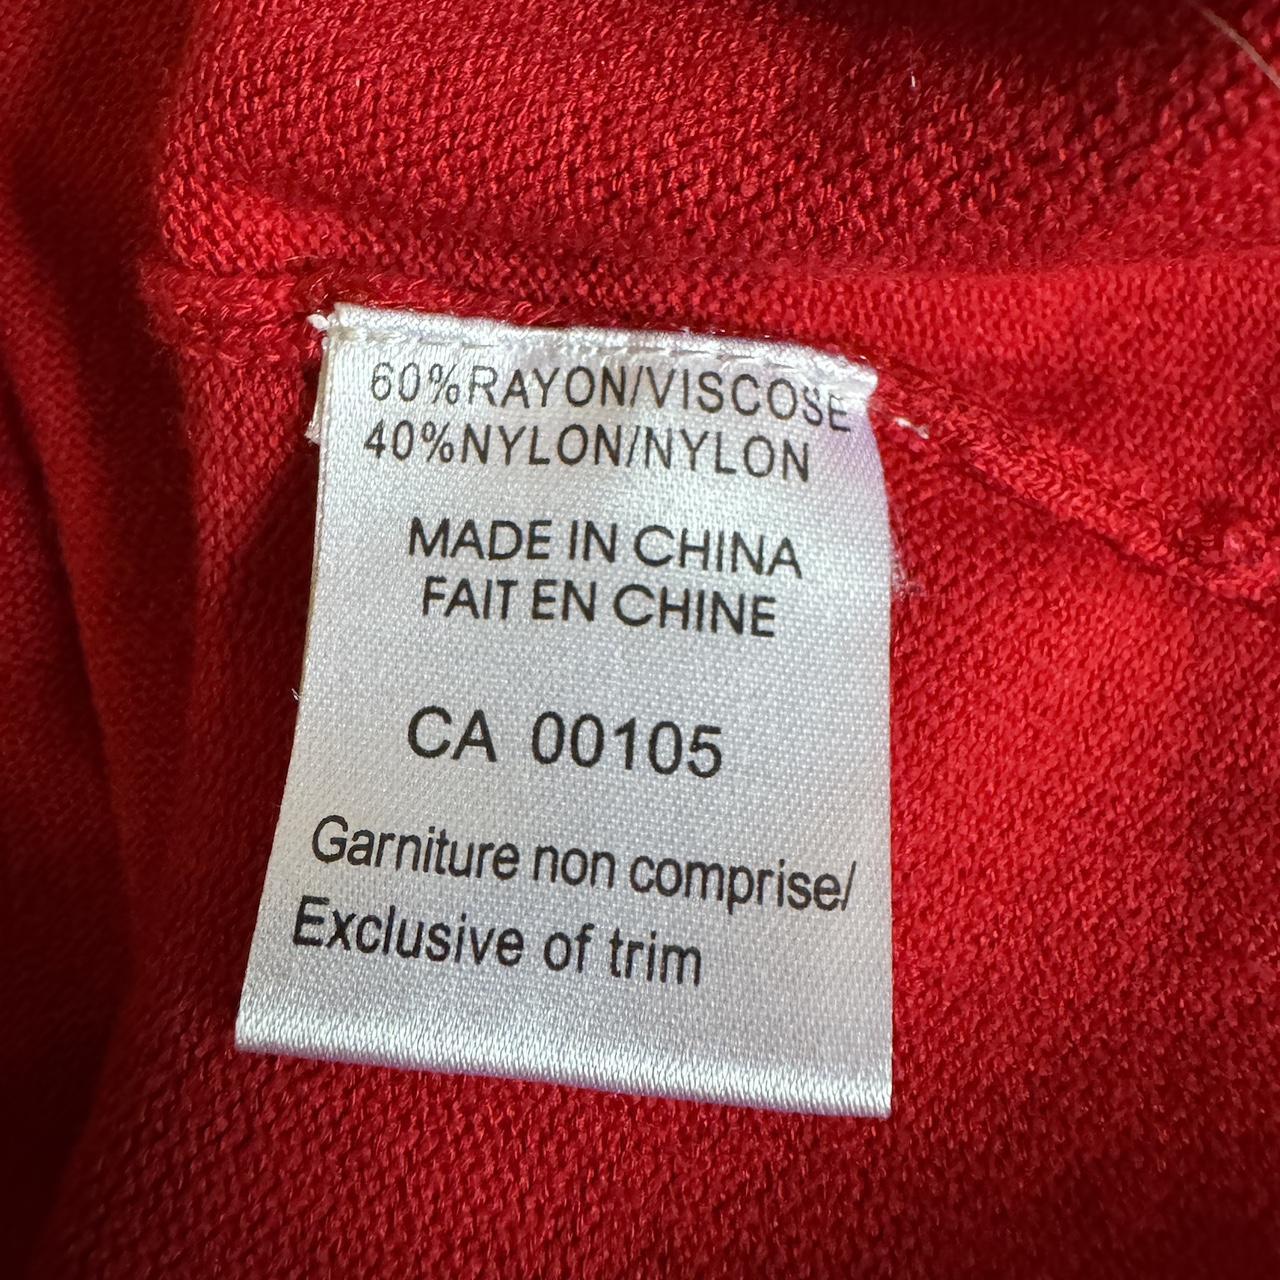 60%RAYON/VISCOSE
40%NYLON/NYLON
MADE IN CHINA
FAIT EN CHINE
CA 00105
Garniture non comprise/
Exclusive of trim